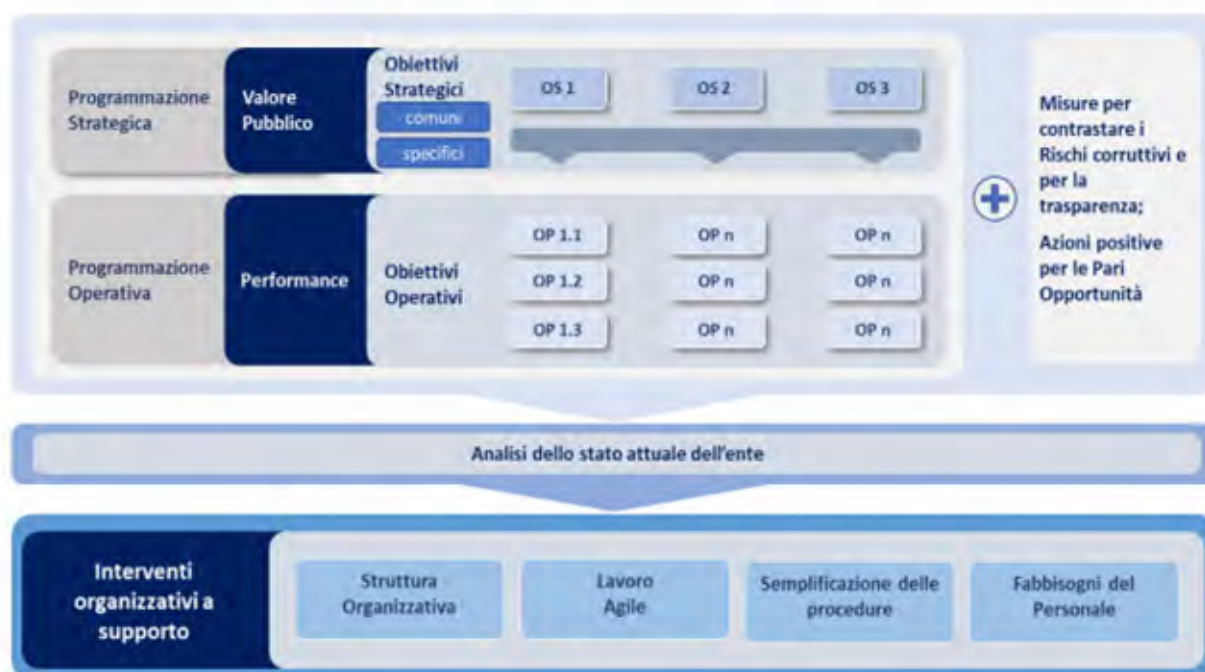 Programmazione
Strategica
Valore
Pubblico
Obiettivi
Strategici
comuni
specifici
OS 1
OS 2
OS 3
Programmazione
Operativa
Performance
Obiettivi
Operativi
OP 1.1
OP n
OP n
OP 1.2
OP n
OP n
OP 1.3
OP n
OP n
Misure per
contrastare i
Rischi corruttivi e
per la
trasparenza;
Azioni positive
per le Pari
Opportunità
Analisi dello stato attuale dell'ente
Interventi
organizzativi a
supporto
Struttura
Organizzativa
Lavoro
Agile
Semplificazione delle
procedure
Fabbisogni del
Personale